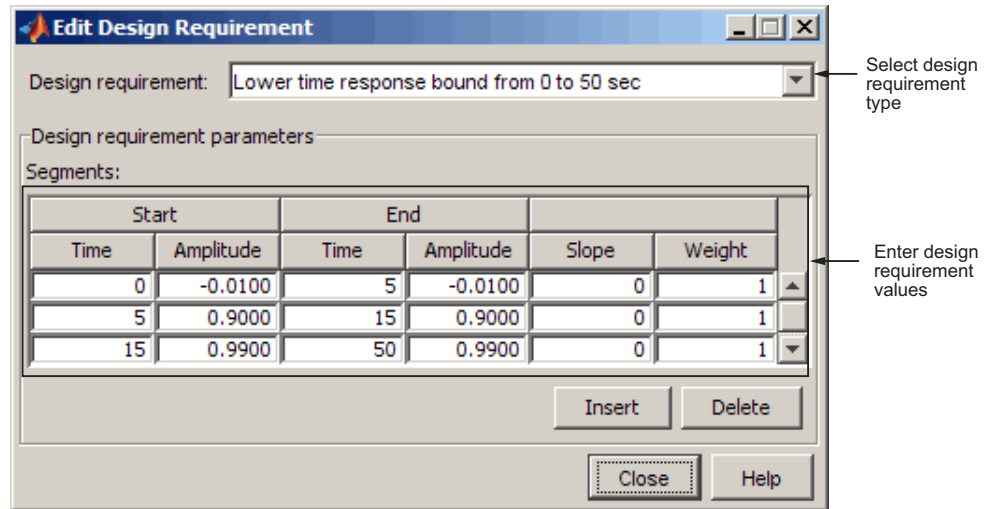 Edit Design Requirement
Design requirement: Lower time response bound from 0 to 50 sec
Select design
requirement
type
Design requirement parameters
Segments:
Start End
Time Amplitude Time Amplitude Slope Weight
0 -0.0100 5 -0.0100 0 1
5 0.9000 15 0.9000 0 1
15 0.9900 50 0.9900 0 1
Enter design
requirement
values
Insert Delete
Close Help